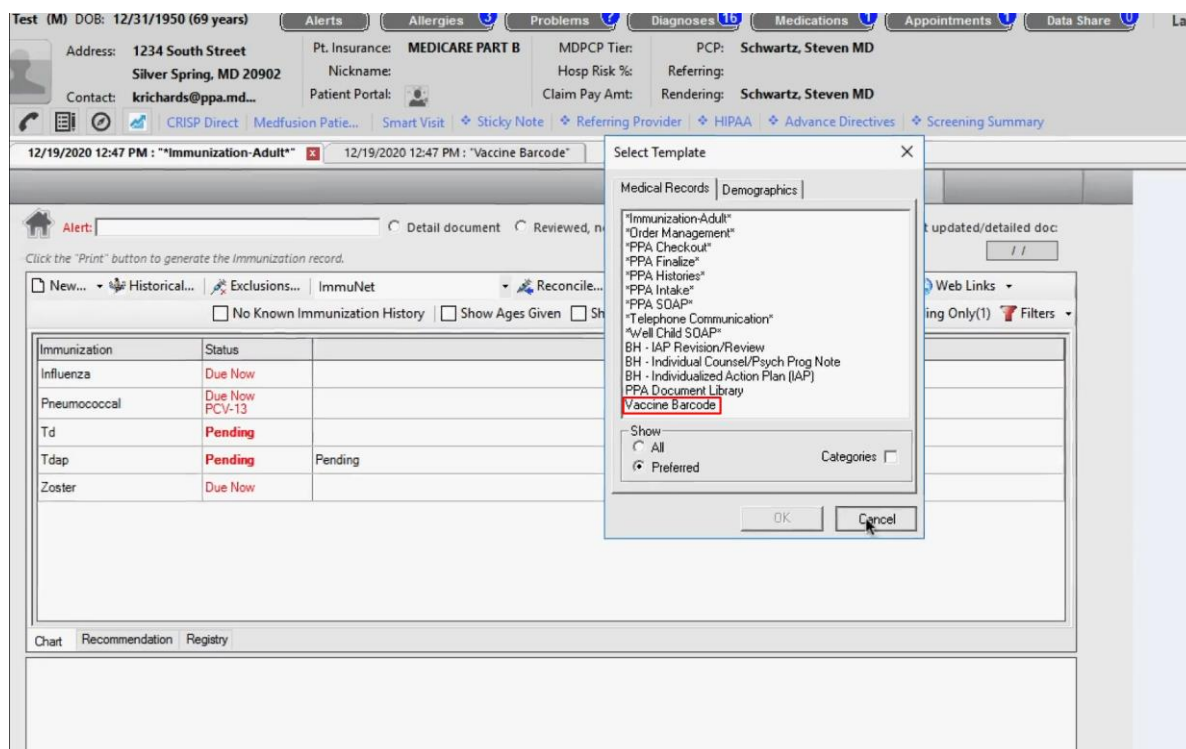 Test (M) DOB: 12/31/1950 (69 years) Alerts Allergies 3 Problems ? Diagnoses 16 Medications 1 Appointments 1 Data Share 0 La
Address: 1234 South Street Pt. Insurance: MEDICARE PART B MDPCP Tier: PCP: Schwartz, Steven MD
Silver Spring, MD 20902 Nickname: Hosp Risk %: Referring:
Contact: krichards@ppa.md... Patient Portal: Claim Pay Amt: Rendering: Schwartz, Steven MD
CRISP Direct Medfusion Patie... Smart Visit Sticky Note Referring Provider HIPAA Advance Directives Screening Summary
12/19/2020 12:47 PM : "*Immunization-Adult*" x 12/19/2020 12:47 PM : "Vaccine Barcode"
Select Template
Medical Records Demographics
*Immunization-Adult*
*Order Management*
*PPA Checkout*
*PPA Finalize*
*PPA Histories*
*PPA Intake*
*PPA SOAP*
*Telephone Communication*
*Well Child SOAP*
BH - IAP Revision/Review
BH - Individual Counsel/Psych Prog Note
BH - Individualized Action Plan (IAP)
PPA Document Library
Vaccine Barcode
Show
All
Preferred
Categories
OK Cancel
Alert: Detail document Reviewed, n t updated/detailed doc:
/ /
Click the "Print" button to generate the Immunization record.
New... Historical... Exclusions... ImmuNet Reconcile... Web Links
No Known Immunization History Show Ages Given Sh ing Only(1) Filters
Immunization Status
Influenza Due Now
Pneumococcal Due Now
PCV-13
Td Pending
Tdap Pending Pending
Zoster Due Now
Chart Recommendation Registry